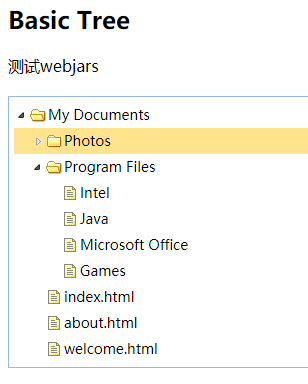 Basic Tree
测试webjars
My Documents
Photos
Program Files
Intel
Java
Microsoft Office
Games
index.html
about.html
welcome.html